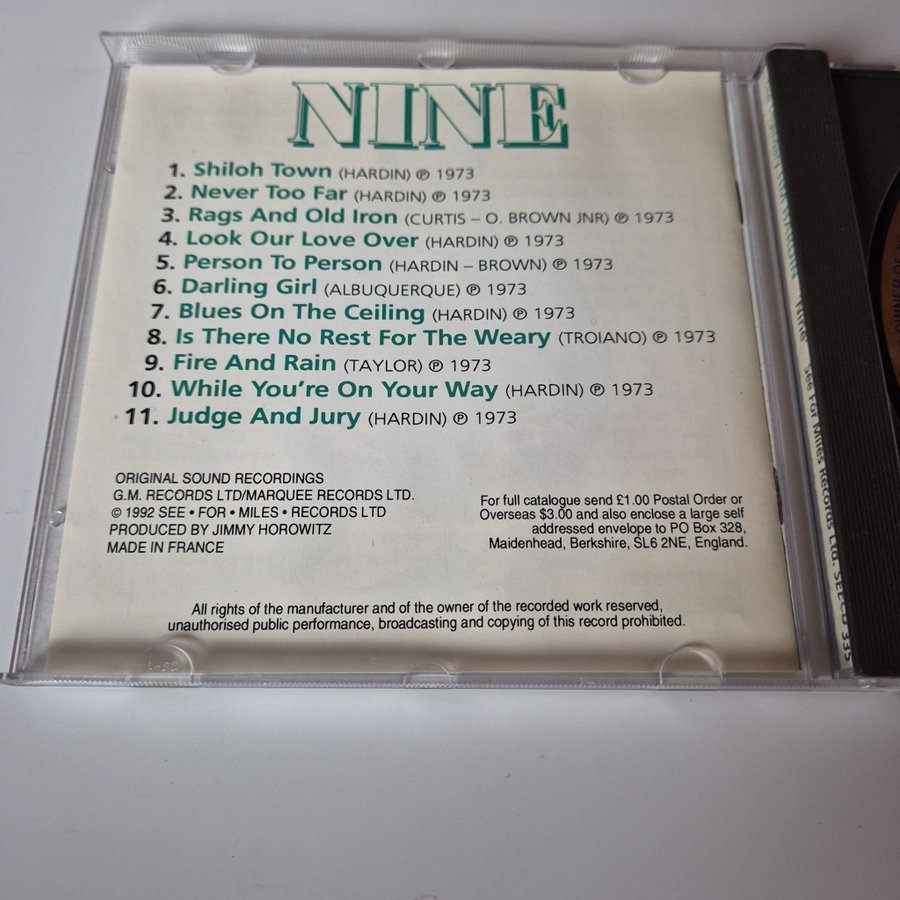 NINE
1. Shiloh Town (HARDIN) ℗ 1973
2. Never Too Far (HARDIN) ℗ 1973
3. Rags And Old Iron (CURTIS – O. BROWN JNR) ℗ 1973
4. Look Our Love Over (HARDIN) ℗ 1973
5. Person To Person (HARDIN – BROWN) ℗ 1973
6. Darling Girl (ALBUQUERQUE) ℗ 1973
7. Blues On The Ceiling (HARDIN) ℗ 1973
8. Is There No Rest For The Weary (TROIANO) ℗ 1973
9. Fire And Rain (TAYLOR) ℗ 1973
10. While You're On Your Way (HARDIN) ℗ 1973
11. Judge And Jury (HARDIN) ℗ 1973
ORIGINAL SOUND RECORDINGS
G.M. RECORDS LTD/MARQUEE RECORDS LTD.
© 1992 SEE • FOR • MILES • RECORDS LTD
PRODUCED BY JIMMY HOROWITZ
MADE IN FRANCE
For full catalogue send £1.00 Postal Order or
Overseas $3.00 and also enclose a large self
addressed envelope to PO Box 328,
Maidenhead, Berkshire, SL6 2NE, England.
All rights of the manufacturer and of the owner of the recorded work reserved,
unauthorised public performance, broadcasting and copying of this record prohibited.
TIM HARDIN "Nine" See For Miles Records Ltd. SEECD 335
OWNER OF